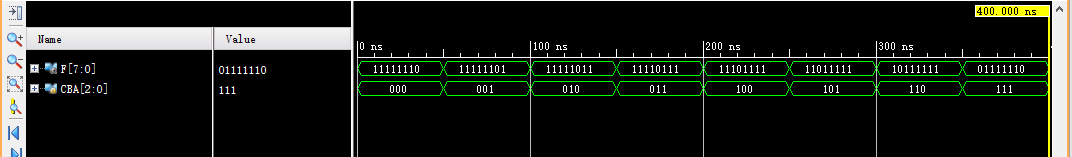 400.000 ns
Name Value 0 ns 100 ns 200 ns 300 ns
F[7:0] 01111110 11111110 11111101 11111011 11110111 11101111 11011111 10111111 01111110
CBA[2:0] 111 000 001 010 011 100 101 110 111